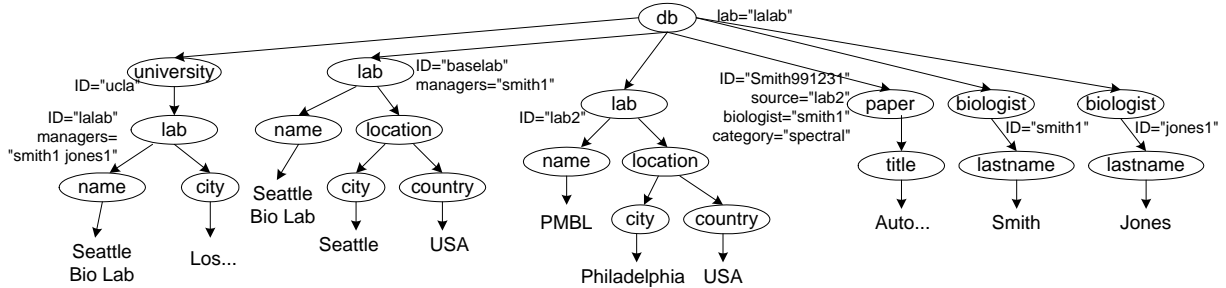 db
lab="lalab"
university
ID="ucla"
lab
ID="baselab"
managers="smith1"
lab
ID="lab2"
ID="Smith991231"
source="lab2"
biologist="smith1"
category="spectral"
paper
biologist
ID="smith1"
biologist
ID="jones1"
ID="lalab"
managers=
"smith1 jones1"
lab
name
location
name
location
title
lastname
lastname
name
city
Seattle
Bio Lab
city
country
PMBL
city
country
Auto...
Smith
Jones
Seattle
Bio Lab
Los...
Seattle
USA
Philadelphia
USA